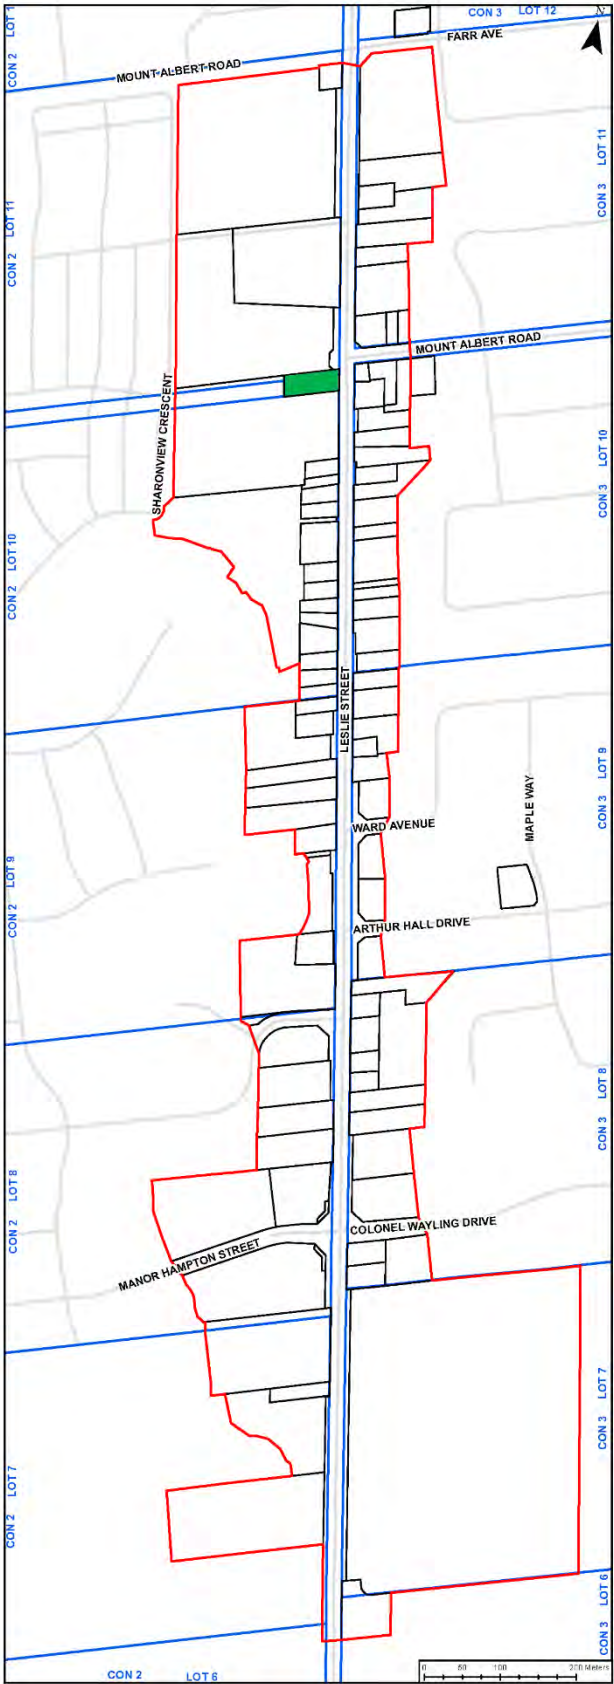 CON 3 LOT 12
N
FARR AVE
LOT 1
CON 2
MOUNT ALBERT ROAD
LOT 11
CON 3
LOT 11
CON 2
MOUNT ALBERT ROAD
SHARONVIEW CRESCENT
LOT 10
CON 3
LOT 10
CON 2
LESLIE STREET
LOT 9
CON 3
MAPLE WAY
WARD AVENUE
LOT 9
CON 2
ARTHUR HALL DRIVE
LOT 8
CON 3
LOT 8
CON 2
COLONEL WAYLING DRIVE
MANOR HAMPTON STREET
LOT 7
CON 3
LOT 7
CON 2
LOT 6
CON 3
0 50 100 200 Meters
CON 2 LOT 6